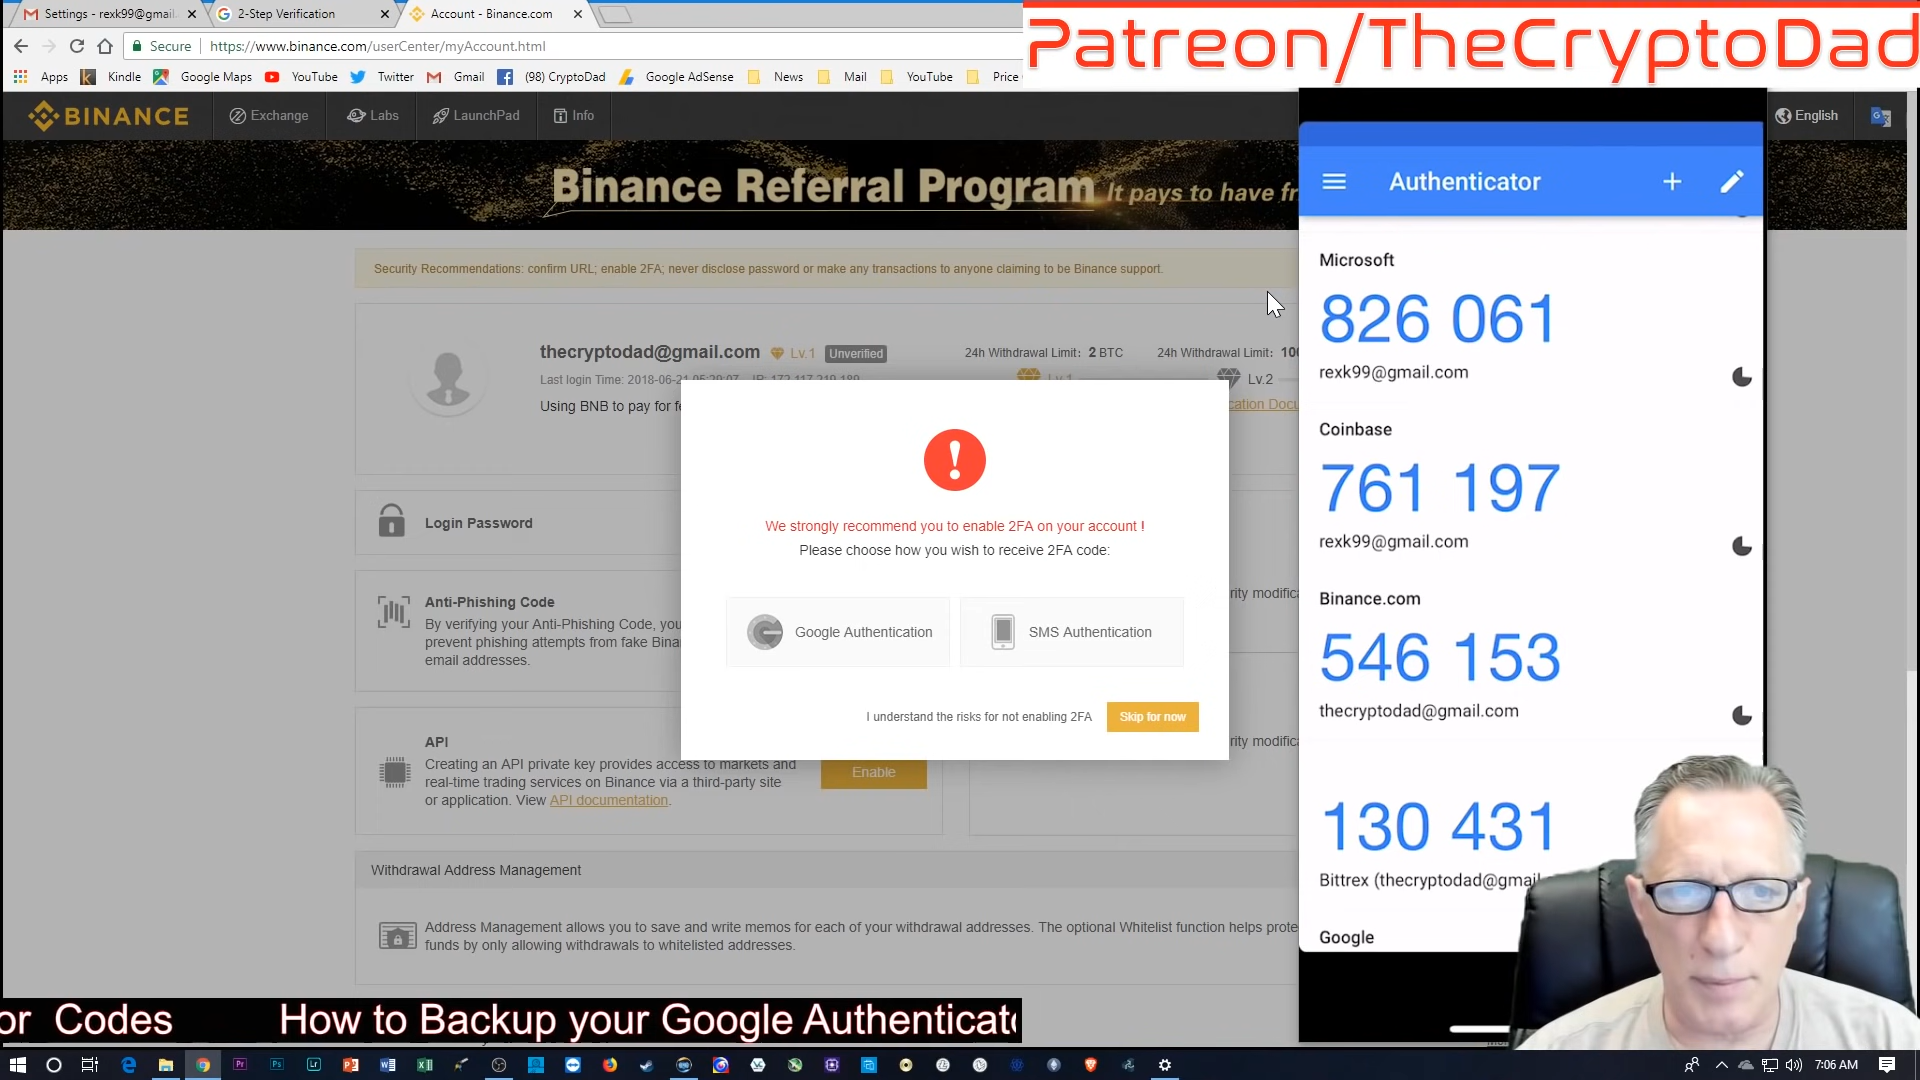 Settings - rexk99@gmail.
2-Step Verification
Account - Binance.com
Patreon/TheCryptoDad
Secure
https://www.binance.com/userCenter/myAccount.html
Apps
Kindle
Google Maps
YouTube
Twitter
Gmail
(98) CryptoDad
Google AdSense
News
Mail
YouTube
Price
BINANCE
Exchange
Labs
LaunchPad
Info
English
Binance Referral Program It pays to have fr
Security Recommendations: confirm URL; enable 2FA; never disclose password or make any transactions to anyone claiming to be Binance support.
thecryptodad@gmail.com
Lv.1
Unverified
24h Withdrawal Limit: 2 BTC
24h Withdrawal Limit: 100
Lv.1
Lv.2
Using BNB to pay for fe
Login Password
Anti-Phishing Code
By verifying your Anti-Phishing Code, you
prevent phishing attempts from fake Bina
email addresses.
API
Creating an API private key provides access to markets and
real-time trading services on Binance via a third-party site
or application. View API documentation.
Enable
Withdrawal Address Management
Address Management allows you to save and write memos for each of your withdrawal addresses. The optional Whitelist function helps prote
funds by only allowing withdrawals to whitelisted addresses.
We strongly recommend you to enable 2FA on your account !
Please choose how you wish to receive 2FA code:
Google Authentication
SMS Authentication
I understand the risks for not enabling 2FA
Skip for now
Authenticator
Microsoft
826 061
rexk99@gmail.com
Coinbase
761 197
rexk99@gmail.com
Binance.com
546 153
thecryptodad@gmail.com
130 431
Bittrex (thecryptodad@gmail
Google
or Codes
How to Backup your Google Authenticato
7:06 AM